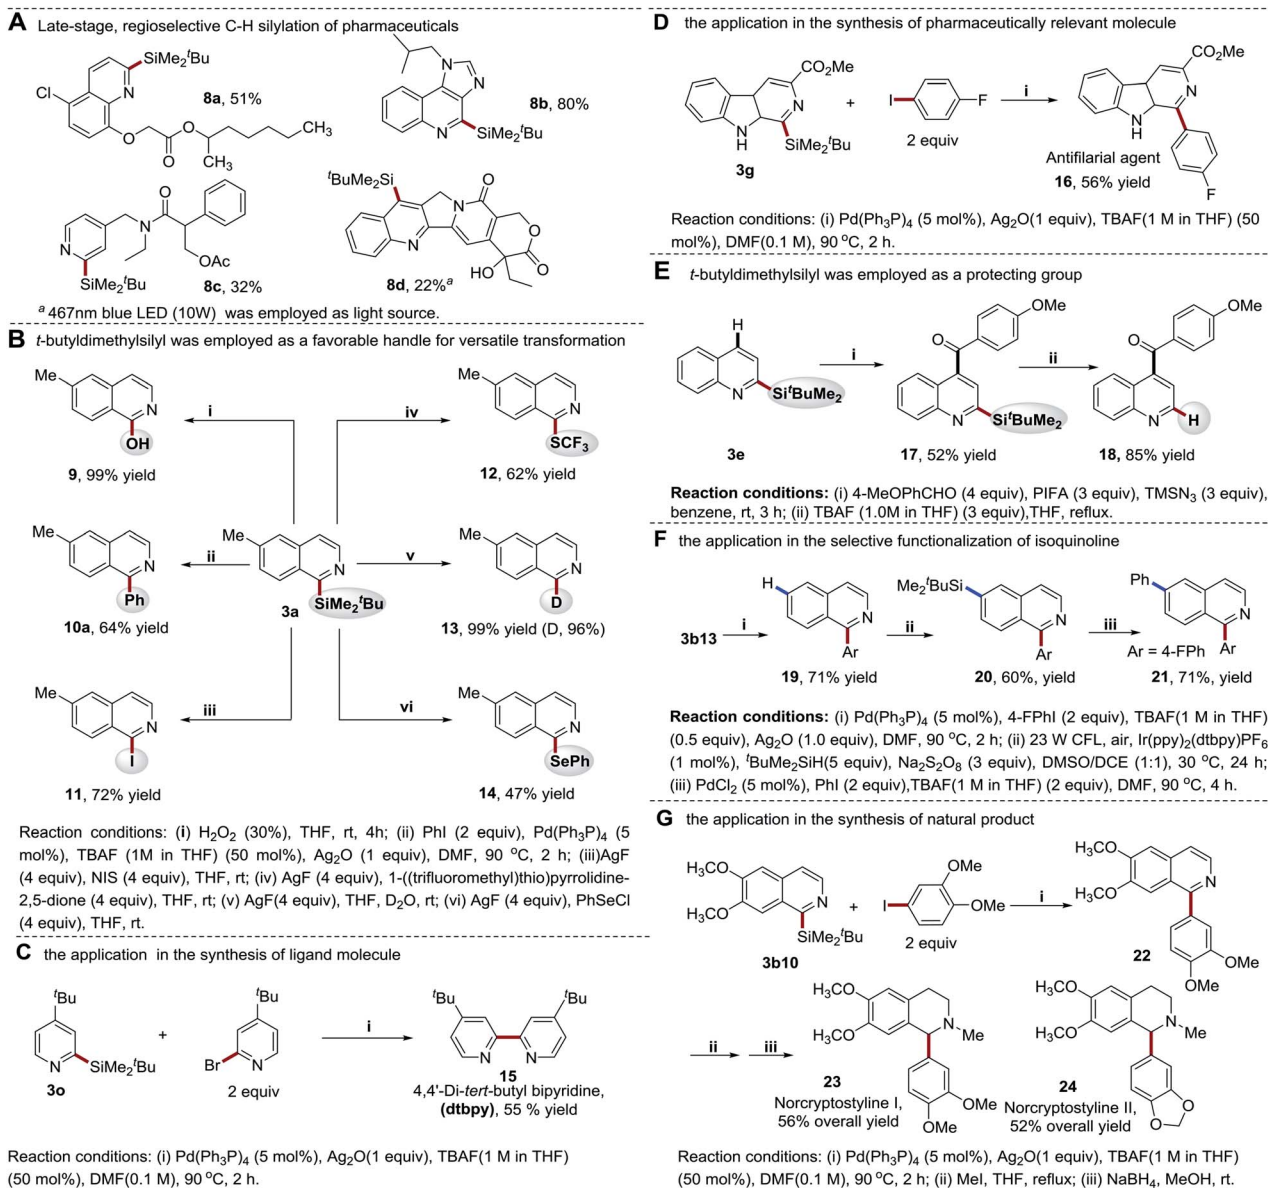 A Late-stage, regioselective C-H silylation of pharmaceuticals
SiMe₂ᵗBu
Cl
N
O
O
O
CH₃
CH₃
8a, 51%
N
N
N
SiMe₂ᵗBu
8b, 80%
O
N
N
OAc
SiMe₂ᵗBu
8c, 32%
ᵗBuMe₂Si
O
N
N
O
HO
O
8d, 22%ᵃ
ᵃ 467nm blue LED (10W) was employed as light source.
B t-butyldimethylsilyl was employed as a favorable handle for versatile transformation
Me
N
OH
9, 99% yield
i
iv
Me
N
SCF₃
12, 62% yield
Me
N
Ph
10a, 64% yield
ii
Me
N
SiMe₂ᵗBu
3a
v
Me
N
D
13, 99% yield (D, 96%)
Me
N
I
11, 72% yield
iii
vi
Me
N
SePh
14, 47% yield
Reaction conditions: (i) H₂O₂ (30%), THF, rt, 4h; (ii) PhI (2 equiv), Pd(Ph₃P)₄ (5
mol%), TBAF (1M in THF) (50 mol%), Ag₂O (1 equiv), DMF, 90 ᵒC, 2 h; (iii)AgF
(4 equiv), NIS (4 equiv), THF, rt; (iv) AgF (4 equiv), 1-((trifluoromethyl)thio)pyrrolidine-
2,5-dione (4 equiv), THF, rt; (v) AgF(4 equiv), THF, D₂O, rt; (vi) AgF (4 equiv), PhSeCl
(4 equiv), THF, rt.
C the application in the synthesis of ligand molecule
ᵗBu
N
SiMe₂ᵗBu
3o
+
ᵗBu
Br
N
2 equiv
i
ᵗBu
ᵗBu
N
N
15
4,4'-Di-tert-butyl bipyridine,
(dtbpy), 55 % yield
Reaction conditions: (i) Pd(Ph₃P)₄ (5 mol%), Ag₂O(1 equiv), TBAF(1 M in THF)
(50 mol%), DMF(0.1 M), 90 ᵒC, 2 h.
D the application in the synthesis of pharmaceutically relevant molecule
CO₂Me
N
N
H
SiMe₂ᵗBu
3g
+
I
F
2 equiv
i
CO₂Me
N
N
H
F
Antifilarial agent
16, 56% yield
Reaction conditions: (i) Pd(Ph₃P)₄ (5 mol%), Ag₂O(1 equiv), TBAF(1 M in THF) (50
mol%), DMF(0.1 M), 90 ᵒC, 2 h.
E t-butyldimethylsilyl was employed as a protecting group
H
N
SiᵗBuMe₂
3e
i
OMe
O
N
SiᵗBuMe₂
17, 52% yield
ii
OMe
O
N
H
18, 85% yield
Reaction conditions: (i) 4-MeOPhCHO (4 equiv), PIFA (3 equiv), TMSN₃ (3 equiv),
benzene, rt, 3 h; (ii) TBAF (1.0M in THF) (3 equiv),THF, reflux.
F the application in the selective functionalization of isoquinoline
3b13
i
H
N
Ar
19, 71% yield
ii
Me₂ᵗBuSi
N
Ar
20, 60%, yield
iii
Ph
N
Ar
Ar = 4-FPh
21, 71%, yield
Reaction conditions: (i) Pd(Ph₃P)₄ (5 mol%), 4-FPhI (2 equiv), TBAF(1 M in THF)
(0.5 equiv), Ag₂O (1.0 equiv), DMF, 90 ᵒC, 2 h; (ii) 23 W CFL, air, Ir(ppy)₂(dtbpy)PF₆
(1 mol%), ᵗBuMe₂SiH(5 equiv), Na₂S₂O₈ (3 equiv), DMSO/DCE (1:1), 30 ᵒC, 24 h;
(iii) PdCl₂ (5 mol%), PhI (2 equiv),TBAF(1 M in THF) (2 equiv), DMF, 90 ᵒC, 4 h.
G the application in the synthesis of natural product
H₃CO
H₃CO
N
SiMe₂ᵗBu
3b10
+
OMe
I
OMe
2 equiv
i
H₃CO
H₃CO
N
OMe
OMe
22
ii
iii
H₃CO
H₃CO
N
Me
OMe
OMe
23
Norcryptostyline I,
56% overall yield
H₃CO
H₃CO
N
Me
O
O
24
Norcryptostyline II,
52% overall yield
Reaction conditions: (i) Pd(Ph₃P)₄ (5 mol%), Ag₂O(1 equiv), TBAF(1 M in THF)
(50 mol%), DMF(0.1 M), 90 ᵒC, 2 h; (ii) MeI, THF, reflux; (iii) NaBH₄, MeOH, rt.